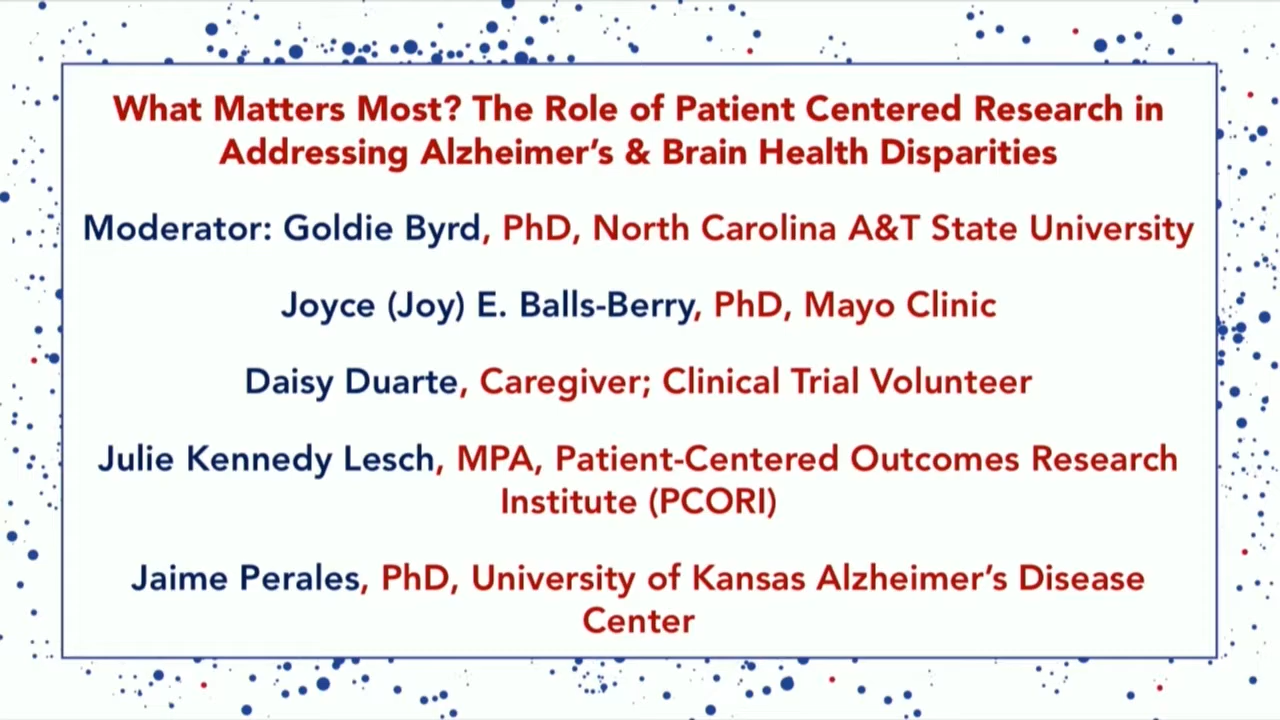 What Matters Most? The Role of Patient Centered Research in
Addressing Alzheimer’s & Brain Health Disparities
Moderator: Goldie Byrd, PhD, North Carolina A&T State University
Joyce (Joy) E. Balls-Berry, PhD, Mayo Clinic
Daisy Duarte, Caregiver; Clinical Trial Volunteer
Julie Kennedy Lesch, MPA, Patient-Centered Outcomes Research
Institute (PCORI)
Jaime Perales, PhD, University of Kansas Alzheimer’s Disease
Center